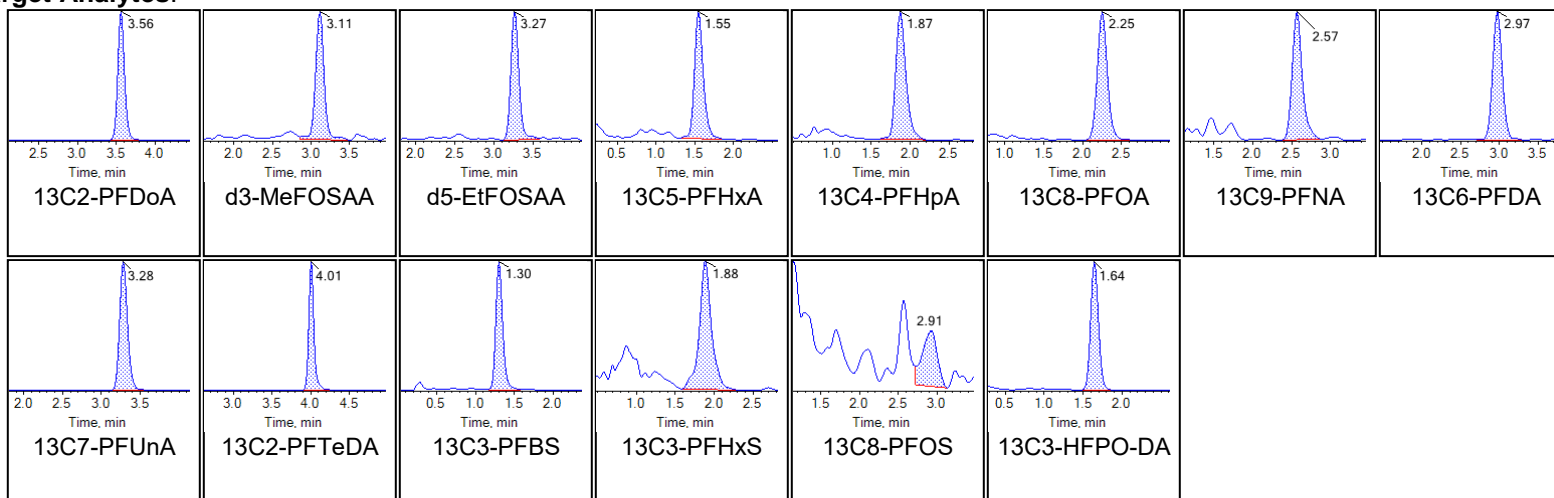 rget Analytes:
3.56 3.11 3.27 1.55 1.87 2.25 2.57 2.97
2.5 3.0 3.5 4.0 2.0 2.5 3.0 3.5 2.0 2.5 3.0 3.5 0.5 1.0 1.5 2.0 1.0 1.5 2.0 2.5 1.0 1.5 2.0 2.5 1.5 2.0 2.5 3.0 2.0 2.5 3.0 3.5
Time, min Time, min Time, min Time, min Time, min Time, min Time, min Time, min
13C2-PFDoA d3-MeFOSAA d5-EtFOSAA 13C5-PFHxA 13C4-PFHpA 13C8-PFOA 13C9-PFNA 13C6-PFDA
3.28 4.01 1.30 1.88 2.91 1.64
2.0 2.5 3.0 3.5 3.0 3.5 4.0 4.5 0.5 1.0 1.5 2.0 1.0 1.5 2.0 2.5 1.5 2.0 2.5 3.0 0.5 1.0 1.5 2.0
Time, min Time, min Time, min Time, min Time, min Time, min
13C7-PFUnA 13C2-PFTeDA 13C3-PFBS 13C3-PFHxS 13C8-PFOS 13C3-HFPO-DA